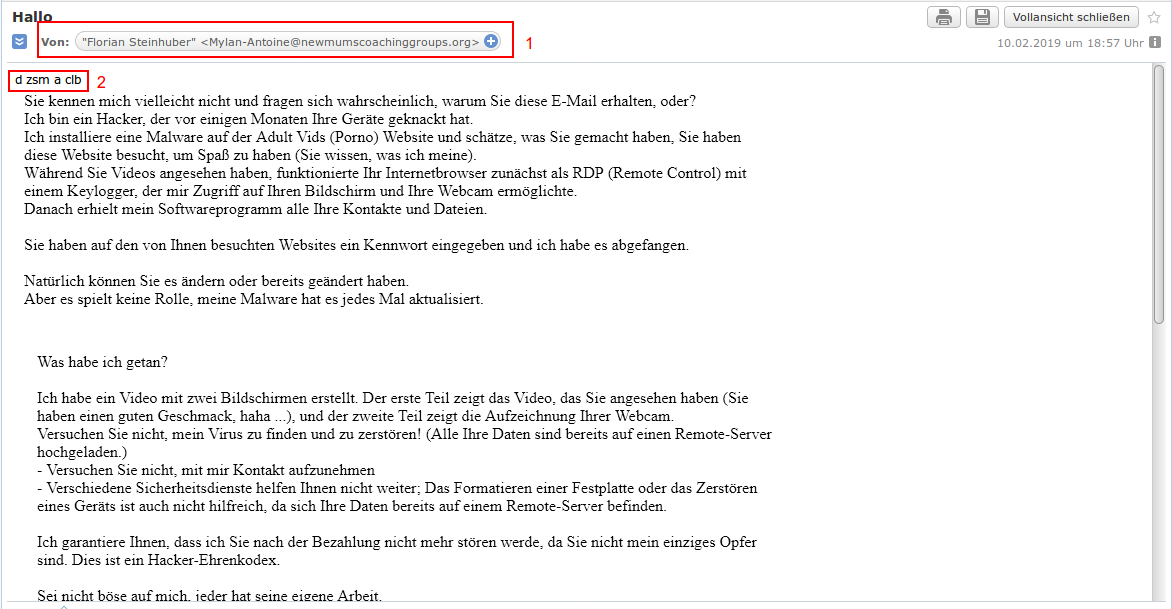 Hallo
Vollansicht schließen
Von: "Florian Steinhuber" <Mylan-Antoine@newmumscoachinggroups.org> 1
10.02.2019 um 18:57 Uhr
d zsm a clb 2
Sie kennen mich vielleicht nicht und fragen sich wahrscheinlich, warum Sie diese E-Mail erhalten, oder?
Ich bin ein Hacker, der vor einigen Monaten Ihre Geräte geknackt hat.
Ich installiere eine Malware auf der Adult Vids (Porno) Website und schätze, was Sie gemacht haben, Sie haben
diese Website besucht, um Spaß zu haben (Sie wissen, was ich meine).
Während Sie Videos angesehen haben, funktionierte Ihr Internetbrowser zunächst als RDP (Remote Control) mit
einem Keylogger, der mir Zugriff auf Ihren Bildschirm und Ihre Webcam ermöglichte.
Danach erhielt mein Softwareprogramm alle Ihre Kontakte und Dateien.
Sie haben auf den von Ihnen besuchten Websites ein Kennwort eingegeben und ich habe es abgefangen.
Natürlich können Sie es ändern oder bereits geändert haben.
Aber es spielt keine Rolle, meine Malware hat es jedes Mal aktualisiert.
Was habe ich getan?
Ich habe ein Video mit zwei Bildschirmen erstellt. Der erste Teil zeigt das Video, das Sie angesehen haben (Sie
haben einen guten Geschmack, haha ...), und der zweite Teil zeigt die Aufzeichnung Ihrer Webcam.
Versuchen Sie nicht, mein Virus zu finden und zu zerstören! (Alle Ihre Daten sind bereits auf einen Remote-Server
hochgeladen.)
- Versuchen Sie nicht, mit mir Kontakt aufzunehmen
- Verschiedene Sicherheitsdienste helfen Ihnen nicht weiter; Das Formatieren einer Festplatte oder das Zerstören
eines Geräts ist auch nicht hilfreich, da sich Ihre Daten bereits auf einem Remote-Server befinden.
Ich garantiere Ihnen, dass ich Sie nach der Bezahlung nicht mehr stören werde, da Sie nicht mein einziges Opfer
sind. Dies ist ein Hacker-Ehrenkodex.
Sei nicht böse auf mich, jeder hat seine eigene Arbeit.